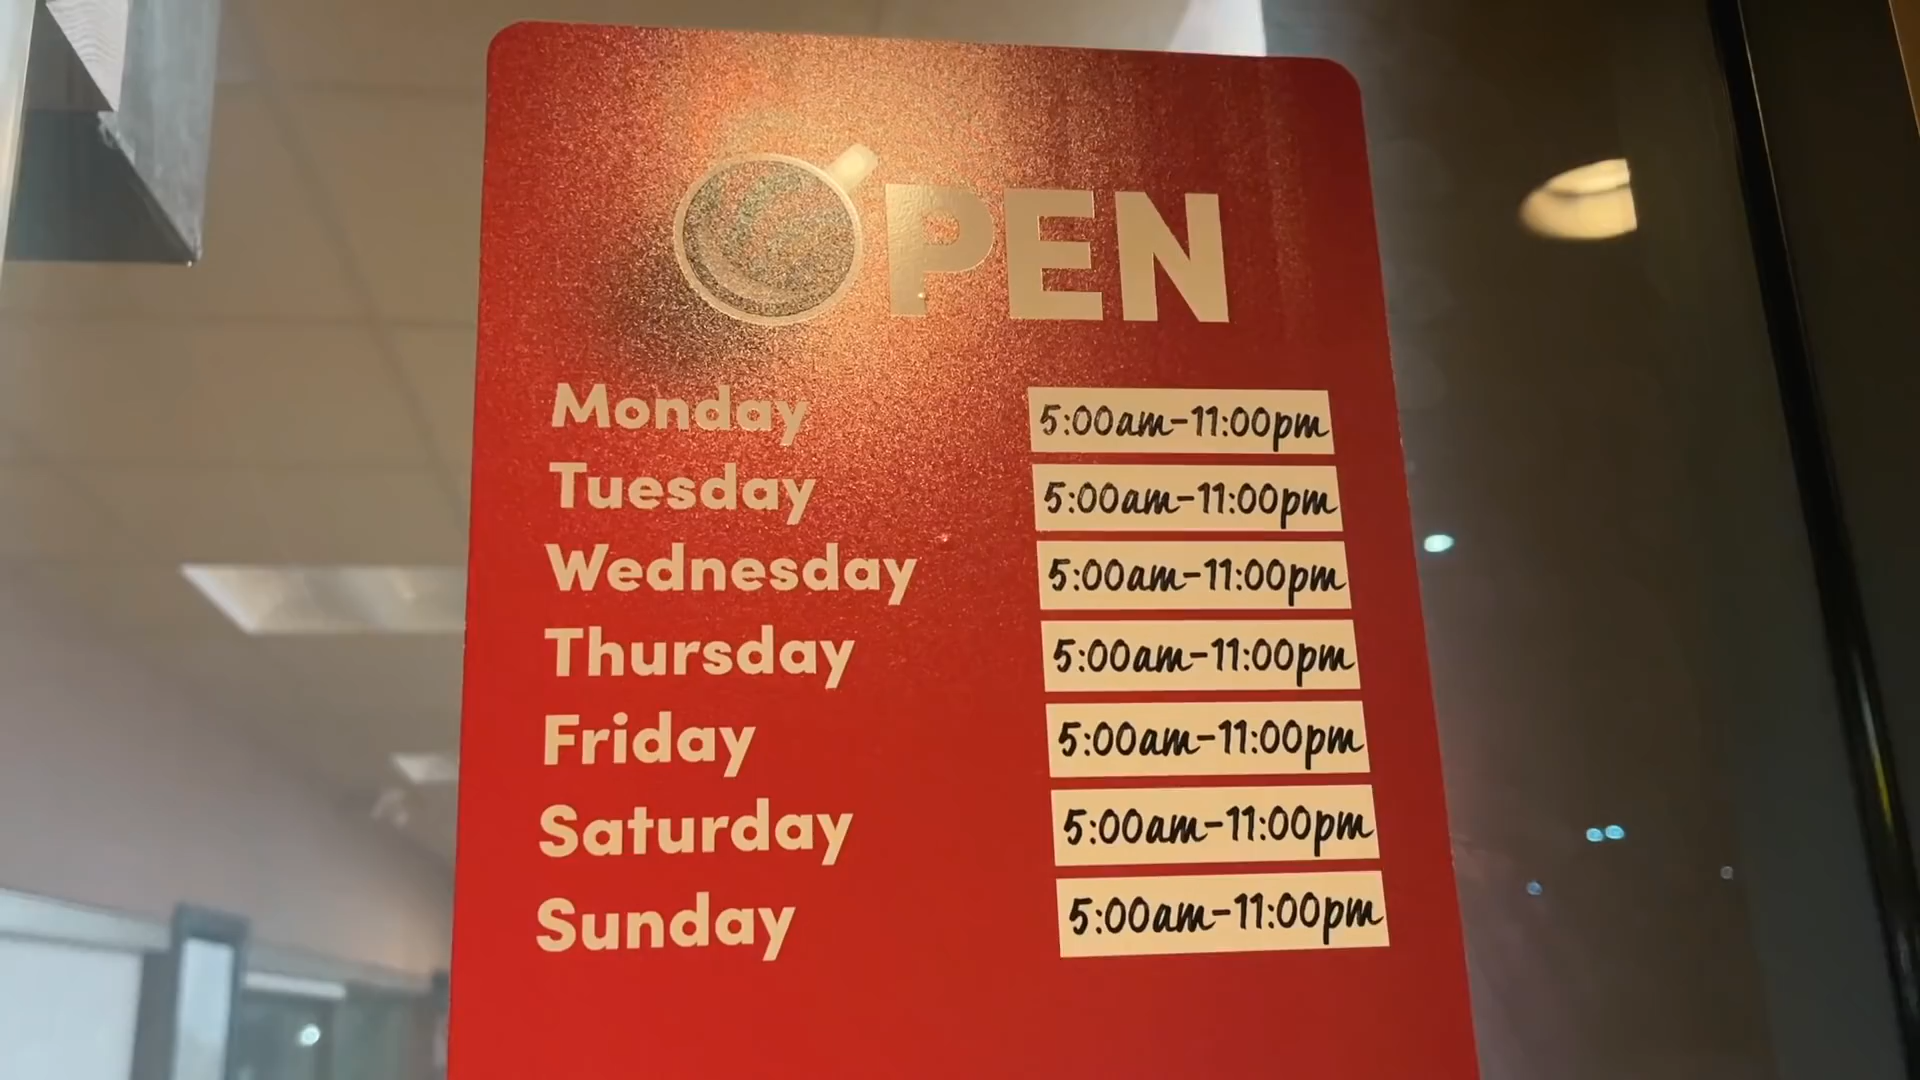 OPEN
Monday 5:00am-11:00pm
Tuesday 5:00am-11:00pm
Wednesday 5:00am-11:00pm
Thursday 5:00am-11:00pm
Friday 5:00am-11:00pm
Saturday 5:00am-11:00pm
Sunday 5:00am-11:00pm